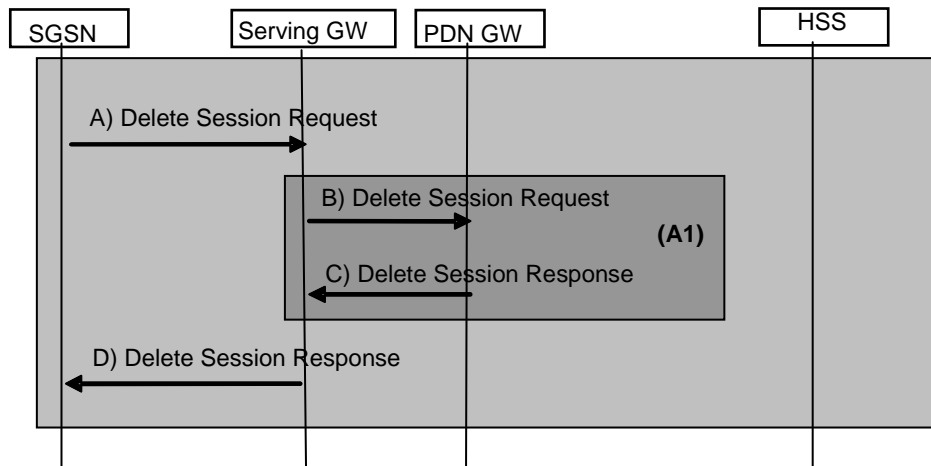 SGSN
Serving GW
PDN GW
HSS
A) Delete Session Request
B) Delete Session Request
(A1)
C) Delete Session Response
D) Delete Session Response